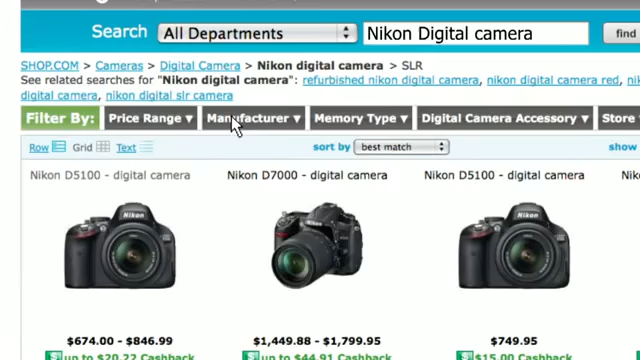 Search All Departments Nikon Digital camera find
SHOP.COM > Cameras > Digital Camera > Nikon digital camera > SLR
See related searches for "Nikon digital camera": refurbished nikon digital camera, nikon digital camera red,
digital camera, nikon digital slr camera
Filter By: Price Range ▼ Manufacturer ▼ Memory Type ▼ Digital Camera Accessory ▼ Store
Row Grid Text sort by best match show
Nikon D5100 - digital camera Nikon D7000 - digital camera Nikon D5100 - digital camera
Nikon Nikon Nikon
$674.00 - $846.99 $1,449.88 - $1,799.95 $749.95
$ up to $20.22 Cashback $ up to $44.91 Cashback $ $15.00 Cashback